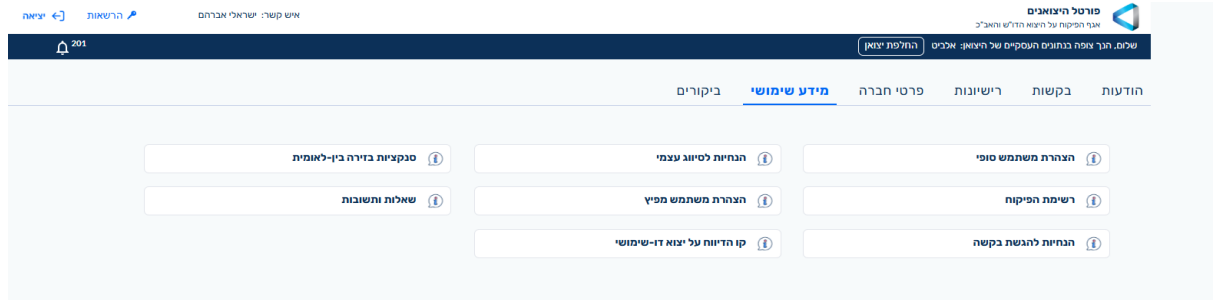 פורטל היצואנים
אגף הפיקוח על היצוא הדו"ש והאב"כ
איש קשר: ישראלי אברהם
הרשאות
יציאה
שלום, הנך צופה בנתונים העסקיים של היצואן: אלביט
החלפת יצואן
201
הודעות
בקשות
רישיונות
פרטי חברה
מידע שימושי
ביקורים
הצהרת משתמש סופי
הנחיות לסיווג עצמי
סנקציות בזירה בין-לאומית
רשימת הפיקוח
הצהרת משתמש מפיץ
שאלות ותשובות
הנחיות להגשת בקשה
קו הדיווח על יצוא דו-שימושי